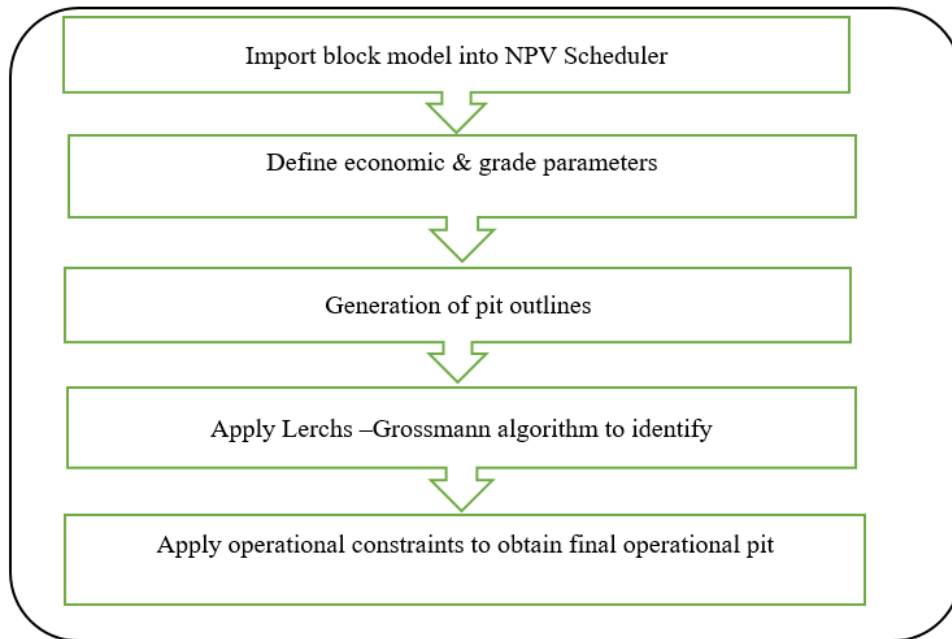 Import block model into NPV Scheduler
Define economic & grade parameters
Generation of pit outlines
Apply Lerchs –Grossmann algorithm to identify
Apply operational constraints to obtain final operational pit